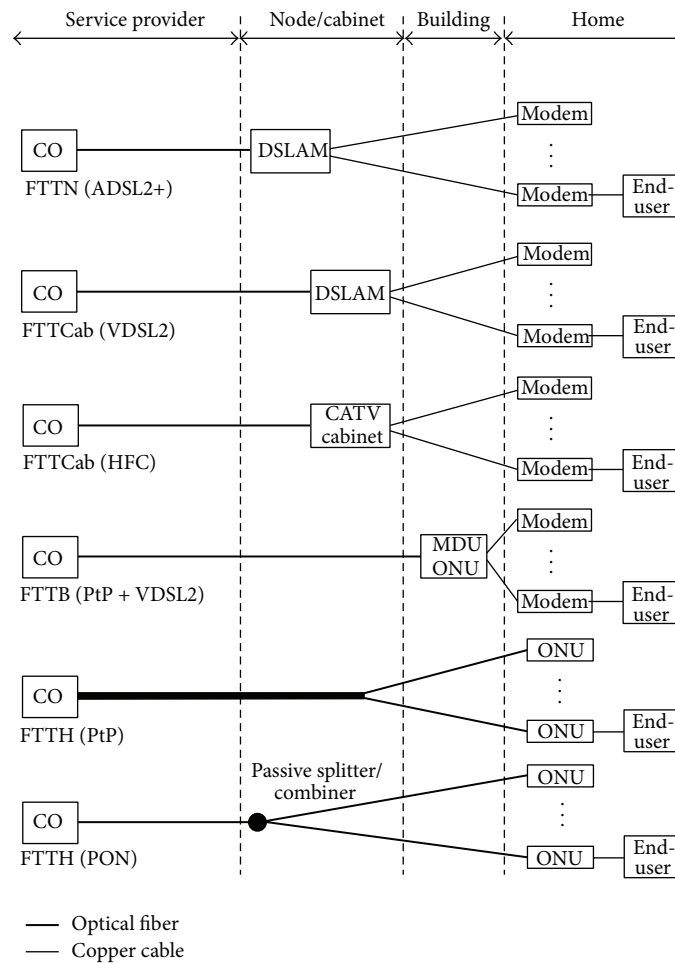 Service provider
Node/cabinet
Building
Home
Modem
CO
DSLAM
FTTN (ADSL2+)
Modem
End-
user
Modem
CO
DSLAM
FTTCab (VDSL2)
Modem
End-
user
Modem
CO
CATV
cabinet
FTTCab (HFC)
Modem
End-
user
Modem
CO
MDU
ONU
FTTB (PtP + VDSL2)
Modem
End-
user
ONU
CO
FTTH (PtP)
ONU
End-
user
Passive splitter/
combiner
ONU
CO
FTTH (PON)
ONU
End-
user
Optical fiber
Copper cable